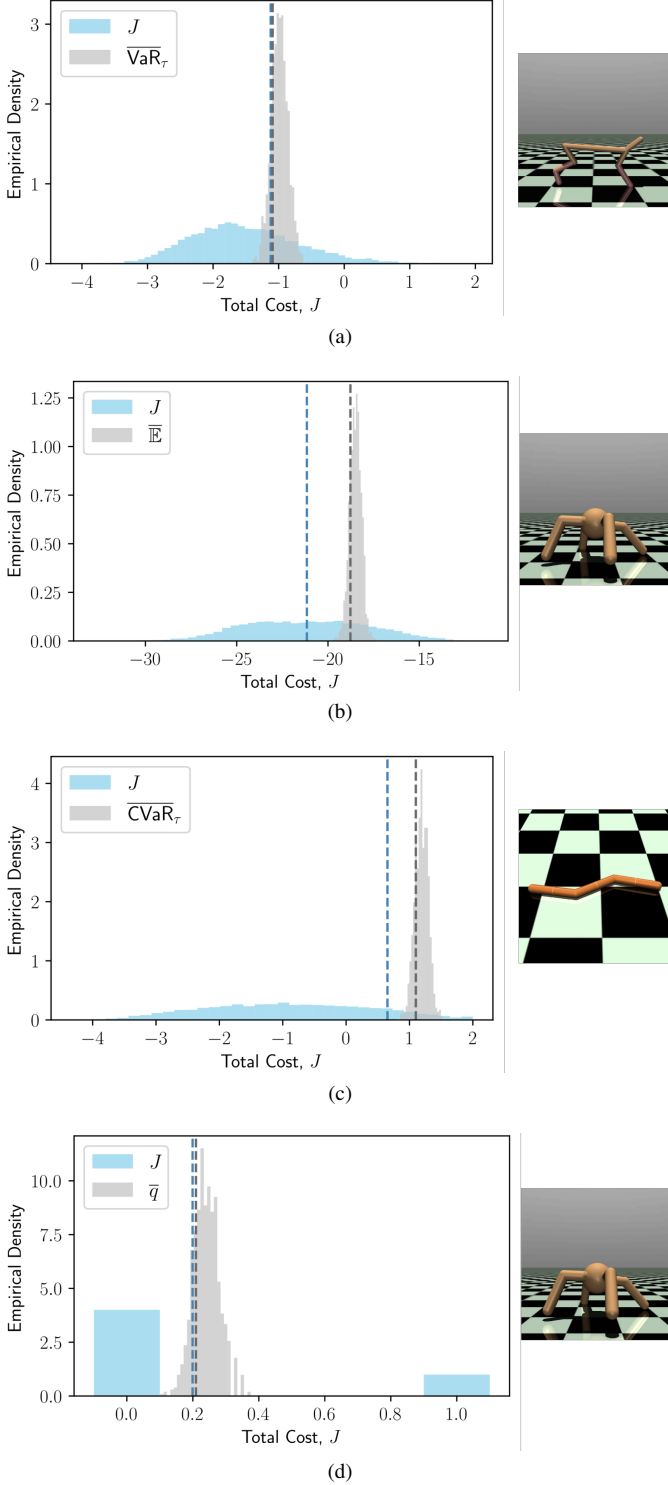 3
2
1
0
Empirical Density
J
VaR̅_τ
−4 −3 −2 −1 0 1 2
Total Cost, J
(a)
1.25
1.00
0.75
0.50
0.25
0.00
Empirical Density
J
𝔼̅
−30 −25 −20 −15
Total Cost, J
(b)
4
3
2
1
0
Empirical Density
J
CVaR̅_τ
−4 −3 −2 −1 0 1 2
Total Cost, J
(c)
10.0
7.5
5.0
2.5
0.0
Empirical Density
J
q̅
0.0 0.2 0.4 0.6 0.8 1.0
Total Cost, J
(d)